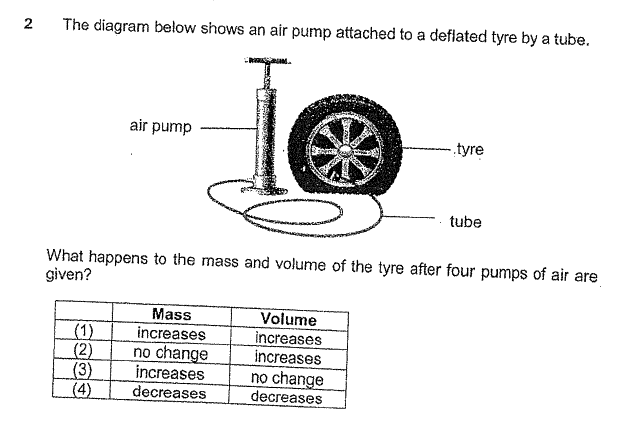 2 The diagram below shows an air pump attached to a deflated tyre by a tube.
air pump
tyre
tube
What happens to the mass and volume of the tyre after four pumps of air are
given?
Mass Volume
(1) increases increases
(2) no change increases
(3) increases no change
(4) decreases decreases